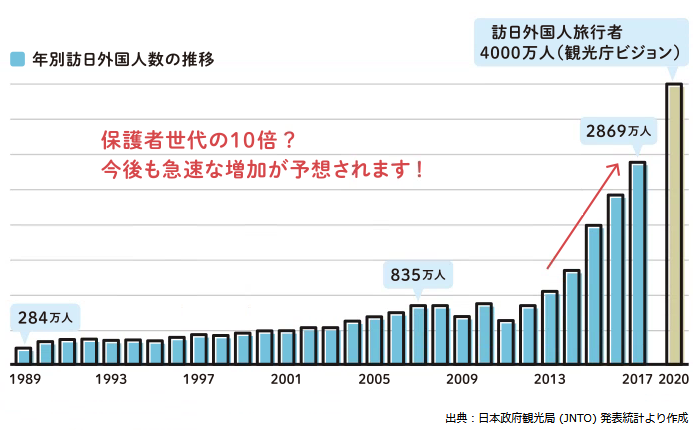 訪日外国人旅行者
4000万人（観光庁ビジョン）
年別訪日外国人数の推移
2869万人
保護者世代の10倍？
今後も急速な増加が予想されます！
835万人
284万人
1989 1993 1997 2001 2005 2009 2013 2017 2020
出典：日本政府観光局 (JNTO) 発表統計より作成